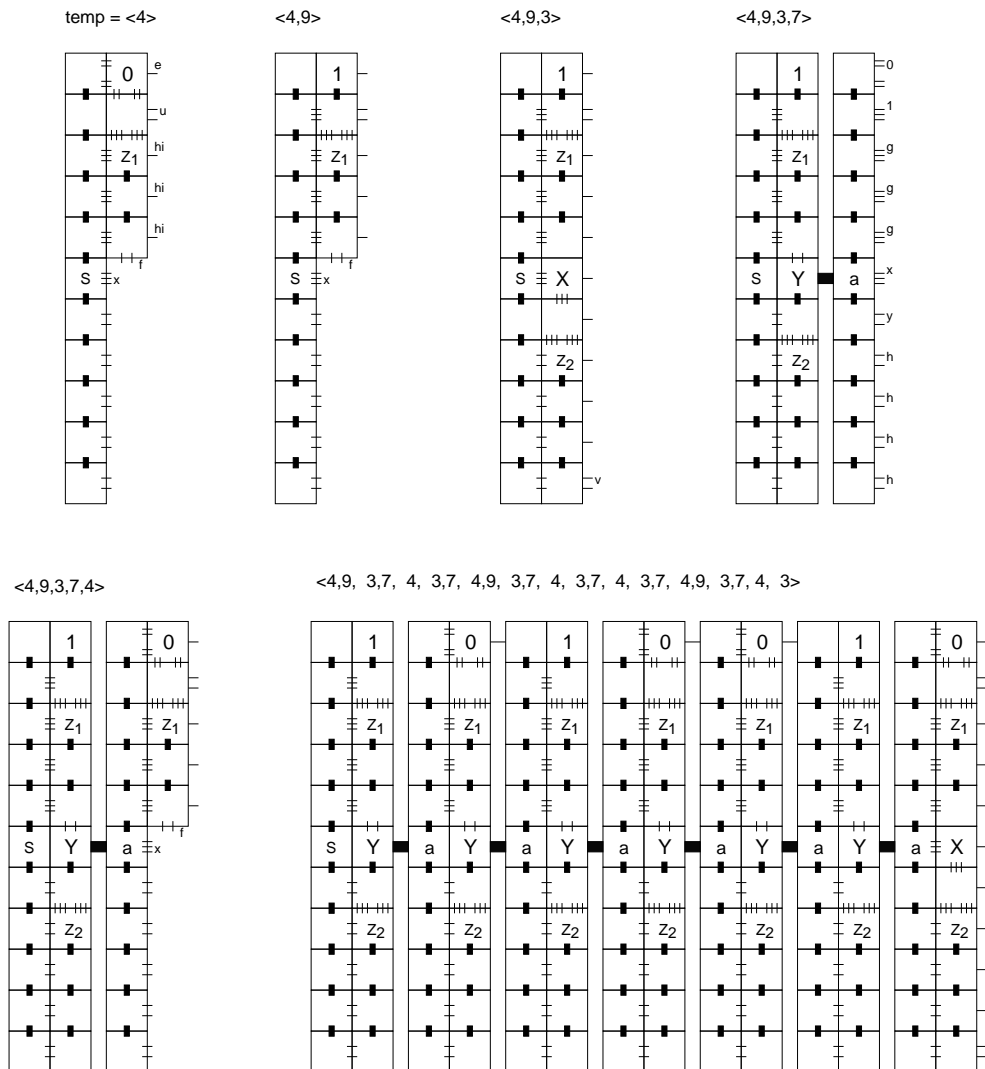 temp = <4> <4,9> <4,9,3> <4,9,3,7>
0 e 1 1 1 0
u 1
Z1 hi Z1 Z1 Z1 g
hi g
hi g
f f
S x S x S X S Y a x
y
Z2 Z2 h
h
h
v h
<4,9,3,7,4> <4,9, 3,7, 4, 3,7, 4,9, 3,7, 4, 3,7, 4, 3,7, 4,9, 3,7, 4, 3>
1 0 1 0 1 0 0 1 0
Z1 Z1 Z1 Z1 Z1 Z1 Z1 Z1 Z1
f
S Y a x S Y a Y a Y a Y a Y a Y a X
Z2 Z2 Z2 Z2 Z2 Z2 Z2 Z2